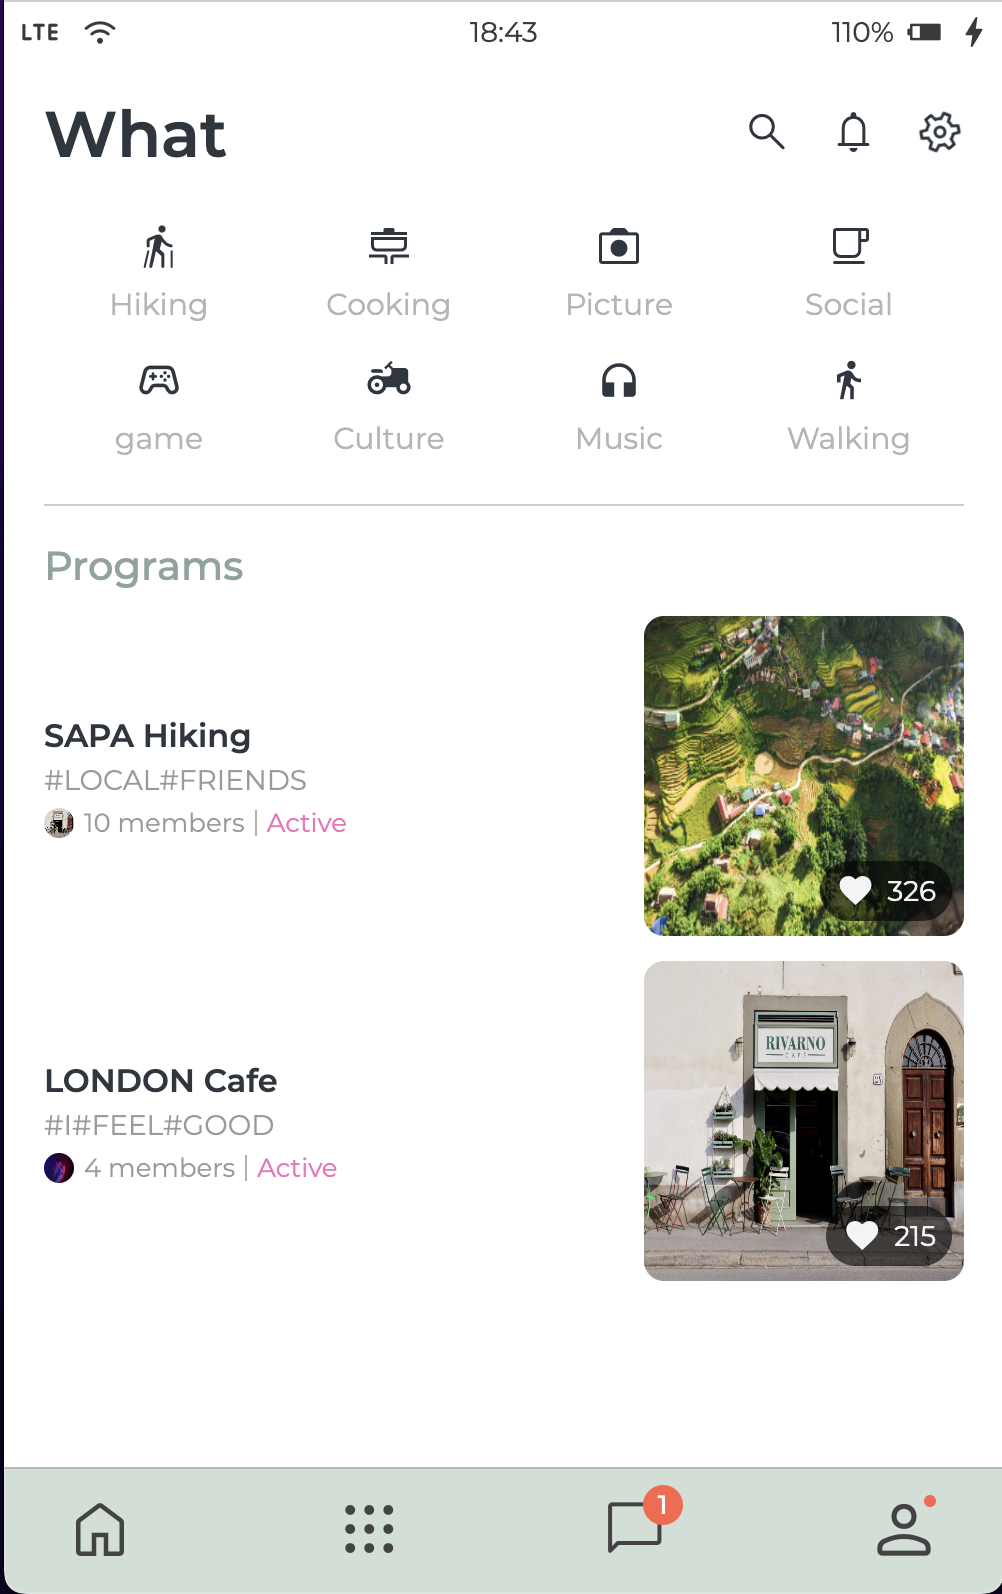 LTE 18:43 110%
What
Hiking Cooking Picture Social
game Culture Music Walking
Programs
SAPA Hiking
#LOCAL#FRIENDS
10 members | Active
326
RIVARNO
CAFE
LONDON Cafe
#I#FEEL#GOOD
4 members | Active
215
1